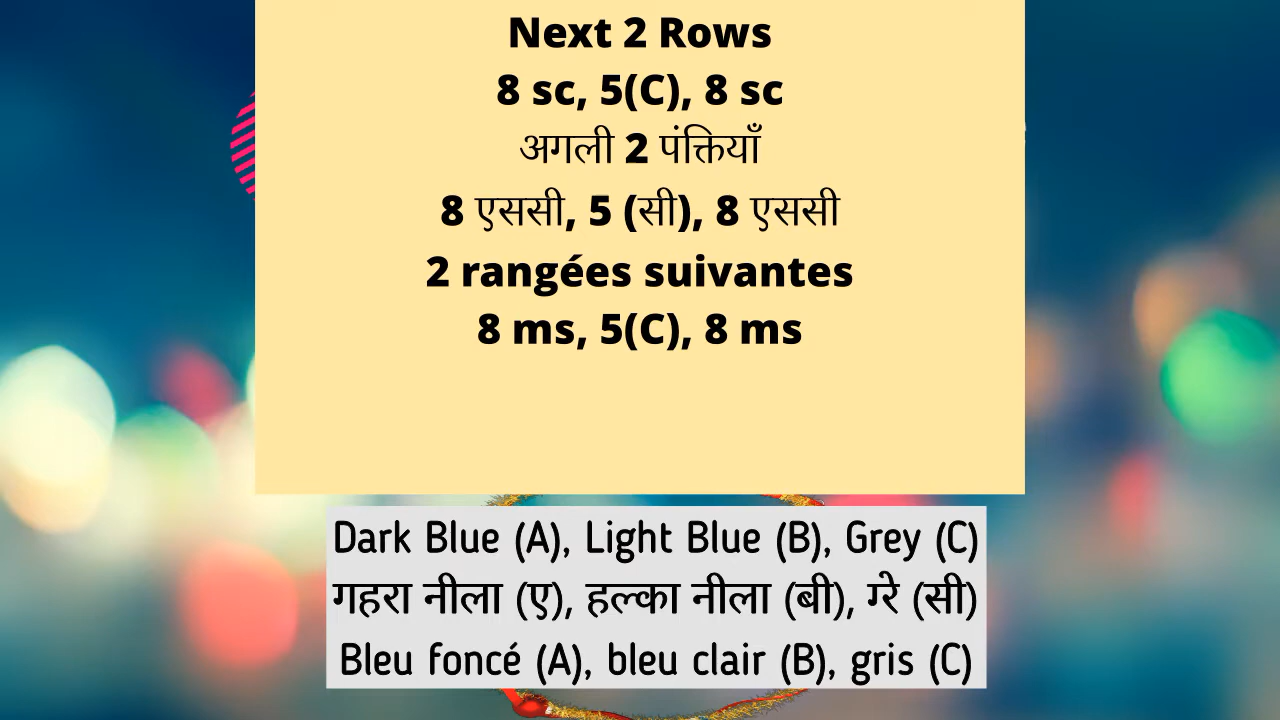 Next 2 Rows
8 sc, 5(C), 8 sc
अगली 2 पंक्तियाँ
8 एससी, 5 (सी), 8 एससी
2 rangées suivantes
8 ms, 5(C), 8 ms
Dark Blue (A), Light Blue (B), Grey (C)
गहरा नीला (ए), हल्का नीला (बी), ग्रे (सी)
Bleu foncé (A), bleu clair (B), gris (C)